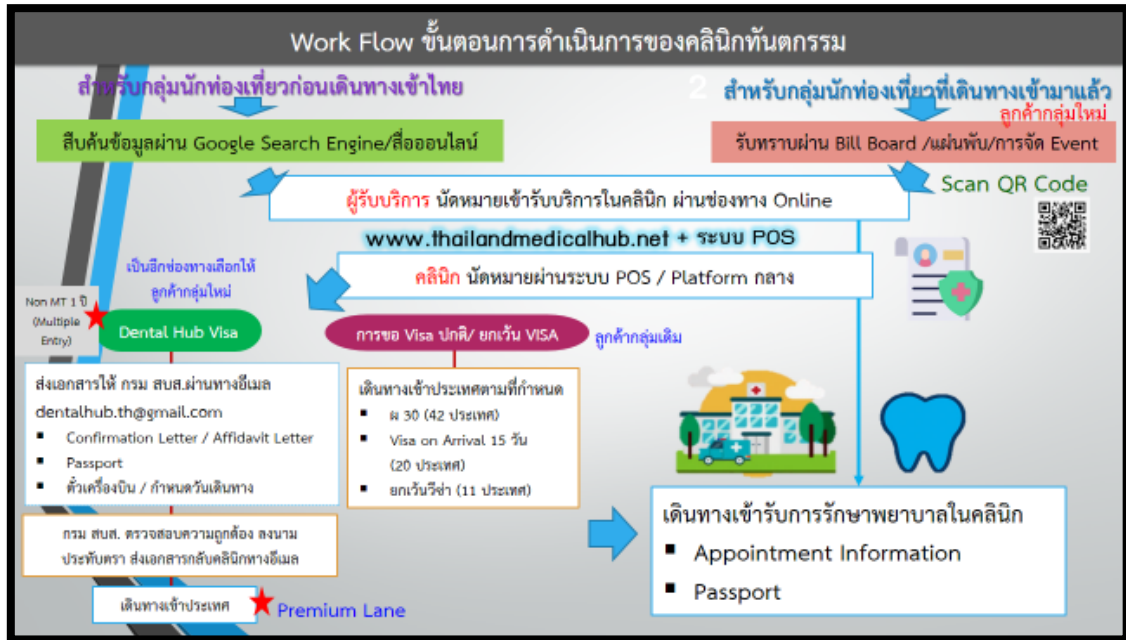 Work Flow ขั้นตอนการดำเนินการของคลินิกทันตกรรม
สำหรับกลุ่มนักท่องเที่ยวก่อนเดินทางเข้าไทย
2 สำหรับกลุ่มนักท่องเที่ยวที่เดินทางเข้ามาแล้ว
ลูกค้ากลุ่มใหม่
สืบค้นข้อมูลผ่าน Google Search Engine/สื่อออนไลน์
รับทราบผ่าน Bill Board /แผ่นพับ/การจัด Event
Scan QR Code
ผู้รับบริการ นัดหมายเข้ารับบริการในคลินิก ผ่านช่องทาง Online
www.thailandmedicalhub.net + ระบบ POS
คลินิก นัดหมายผ่านระบบ POS / Platform กลาง
เป็นอีกช่องทางเลือกให้
ลูกค้ากลุ่มใหม่
Non MT 1 ปี
(Multiple
Entry)
Dental Hub Visa
การขอ Visa ปกติ/ ยกเว้น VISA
ลูกค้ากลุ่มเดิม
ส่งเอกสารให้ กรม สบส.ผ่านทางอีเมล
dentalhub.th@gmail.com
▪ Confirmation Letter / Affidavit Letter
▪ Passport
▪ ตั๋วเครื่องบิน / กำหนดวันเดินทาง
เดินทางเข้าประเทศตามที่กำหนด
▪ ผ 30 (42 ประเทศ)
▪ Visa on Arrival 15 วัน
(20 ประเทศ)
▪ ยกเว้นวีซ่า (11 ประเทศ)
กรม สบส. ตรวจสอบความถูกต้อง ลงนาม
ประทับตรา ส่งเอกสารกลับคลินิกทางอีเมล
เดินทางเข้าประเทศ
Premium Lane
เดินทางเข้ารับการรักษาพยาบาลในคลินิก
▪ Appointment Information
▪ Passport